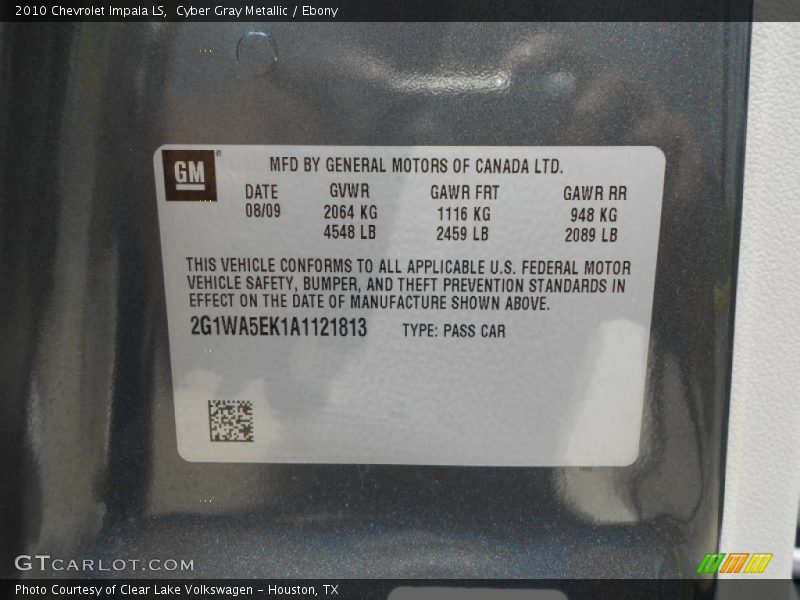 2010 Chevrolet Impala LS, Cyber Gray Metallic / Ebony
GM ®
MFD BY GENERAL MOTORS OF CANADA LTD.
DATE GVWR GAWR FRT GAWR RR
08/09 2064 KG 1116 KG 948 KG
4548 LB 2459 LB 2089 LB
THIS VEHICLE CONFORMS TO ALL APPLICABLE U.S. FEDERAL MOTOR
VEHICLE SAFETY, BUMPER, AND THEFT PREVENTION STANDARDS IN
EFFECT ON THE DATE OF MANUFACTURE SHOWN ABOVE.
2G1WA5EK1A1121813 TYPE: PASS CAR
GTCARLOT.COM
Photo Courtesy of Clear Lake Volkswagen - Houston, TX